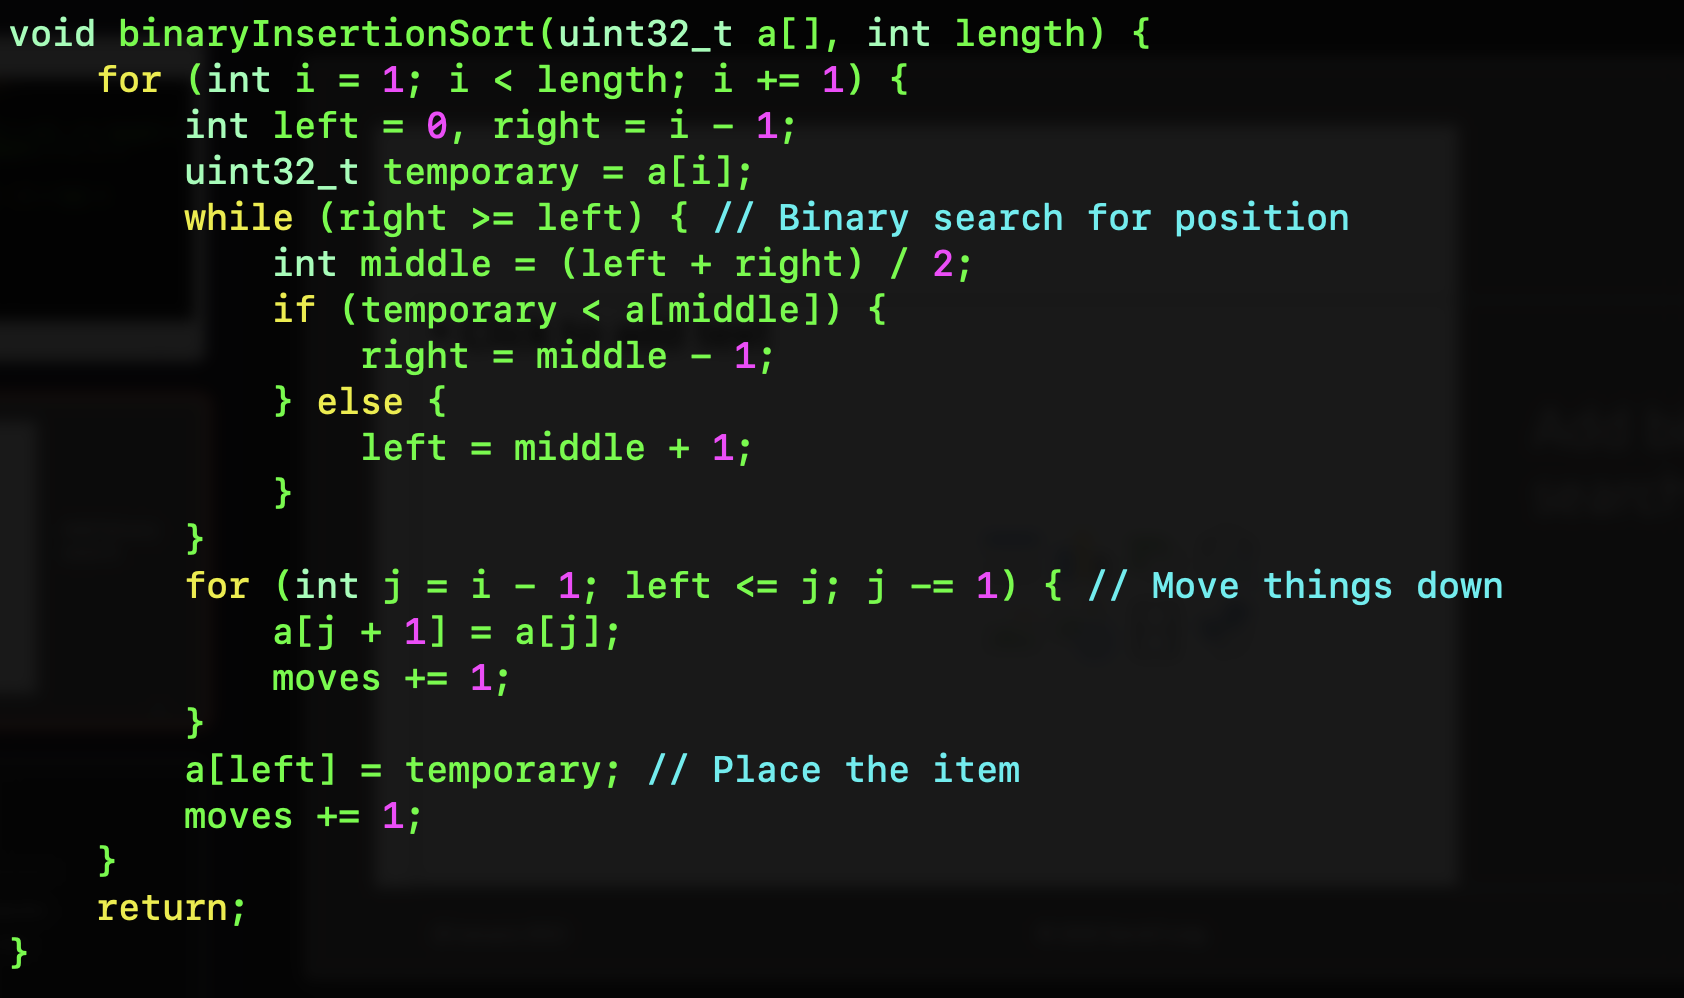 void binaryInsertionSort(uint32_t a[], int length) {
    for (int i = 1; i < length; i += 1) {
        int left = 0, right = i - 1;
        uint32_t temporary = a[i];
        while (right >= left) { // Binary search for position
            int middle = (left + right) / 2;
            if (temporary < a[middle]) {
                right = middle - 1;
            } else {
                left = middle + 1;
            }
        }
        for (int j = i - 1; left <= j; j -= 1) { // Move things down
            a[j + 1] = a[j];
            moves += 1;
        }
        a[left] = temporary; // Place the item
        moves += 1;
    }
    return;
}